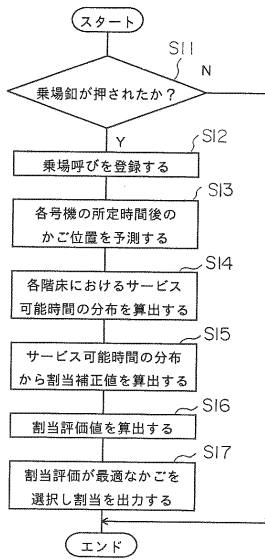 スタート
S11
乗場釦が押されたか?
N
Y
S12
乗場呼びを登録する
S13
各号機の所定時間後の
かご位置を予測する
S14
各階床におけるサービス
可能時間の分布を算出する
S15
サービス可能時間の分布
から割当補正値を算出する
S16
割当評価値を算出する
S17
割当評価が最適なかごを
選択し割当を出力する
エンド